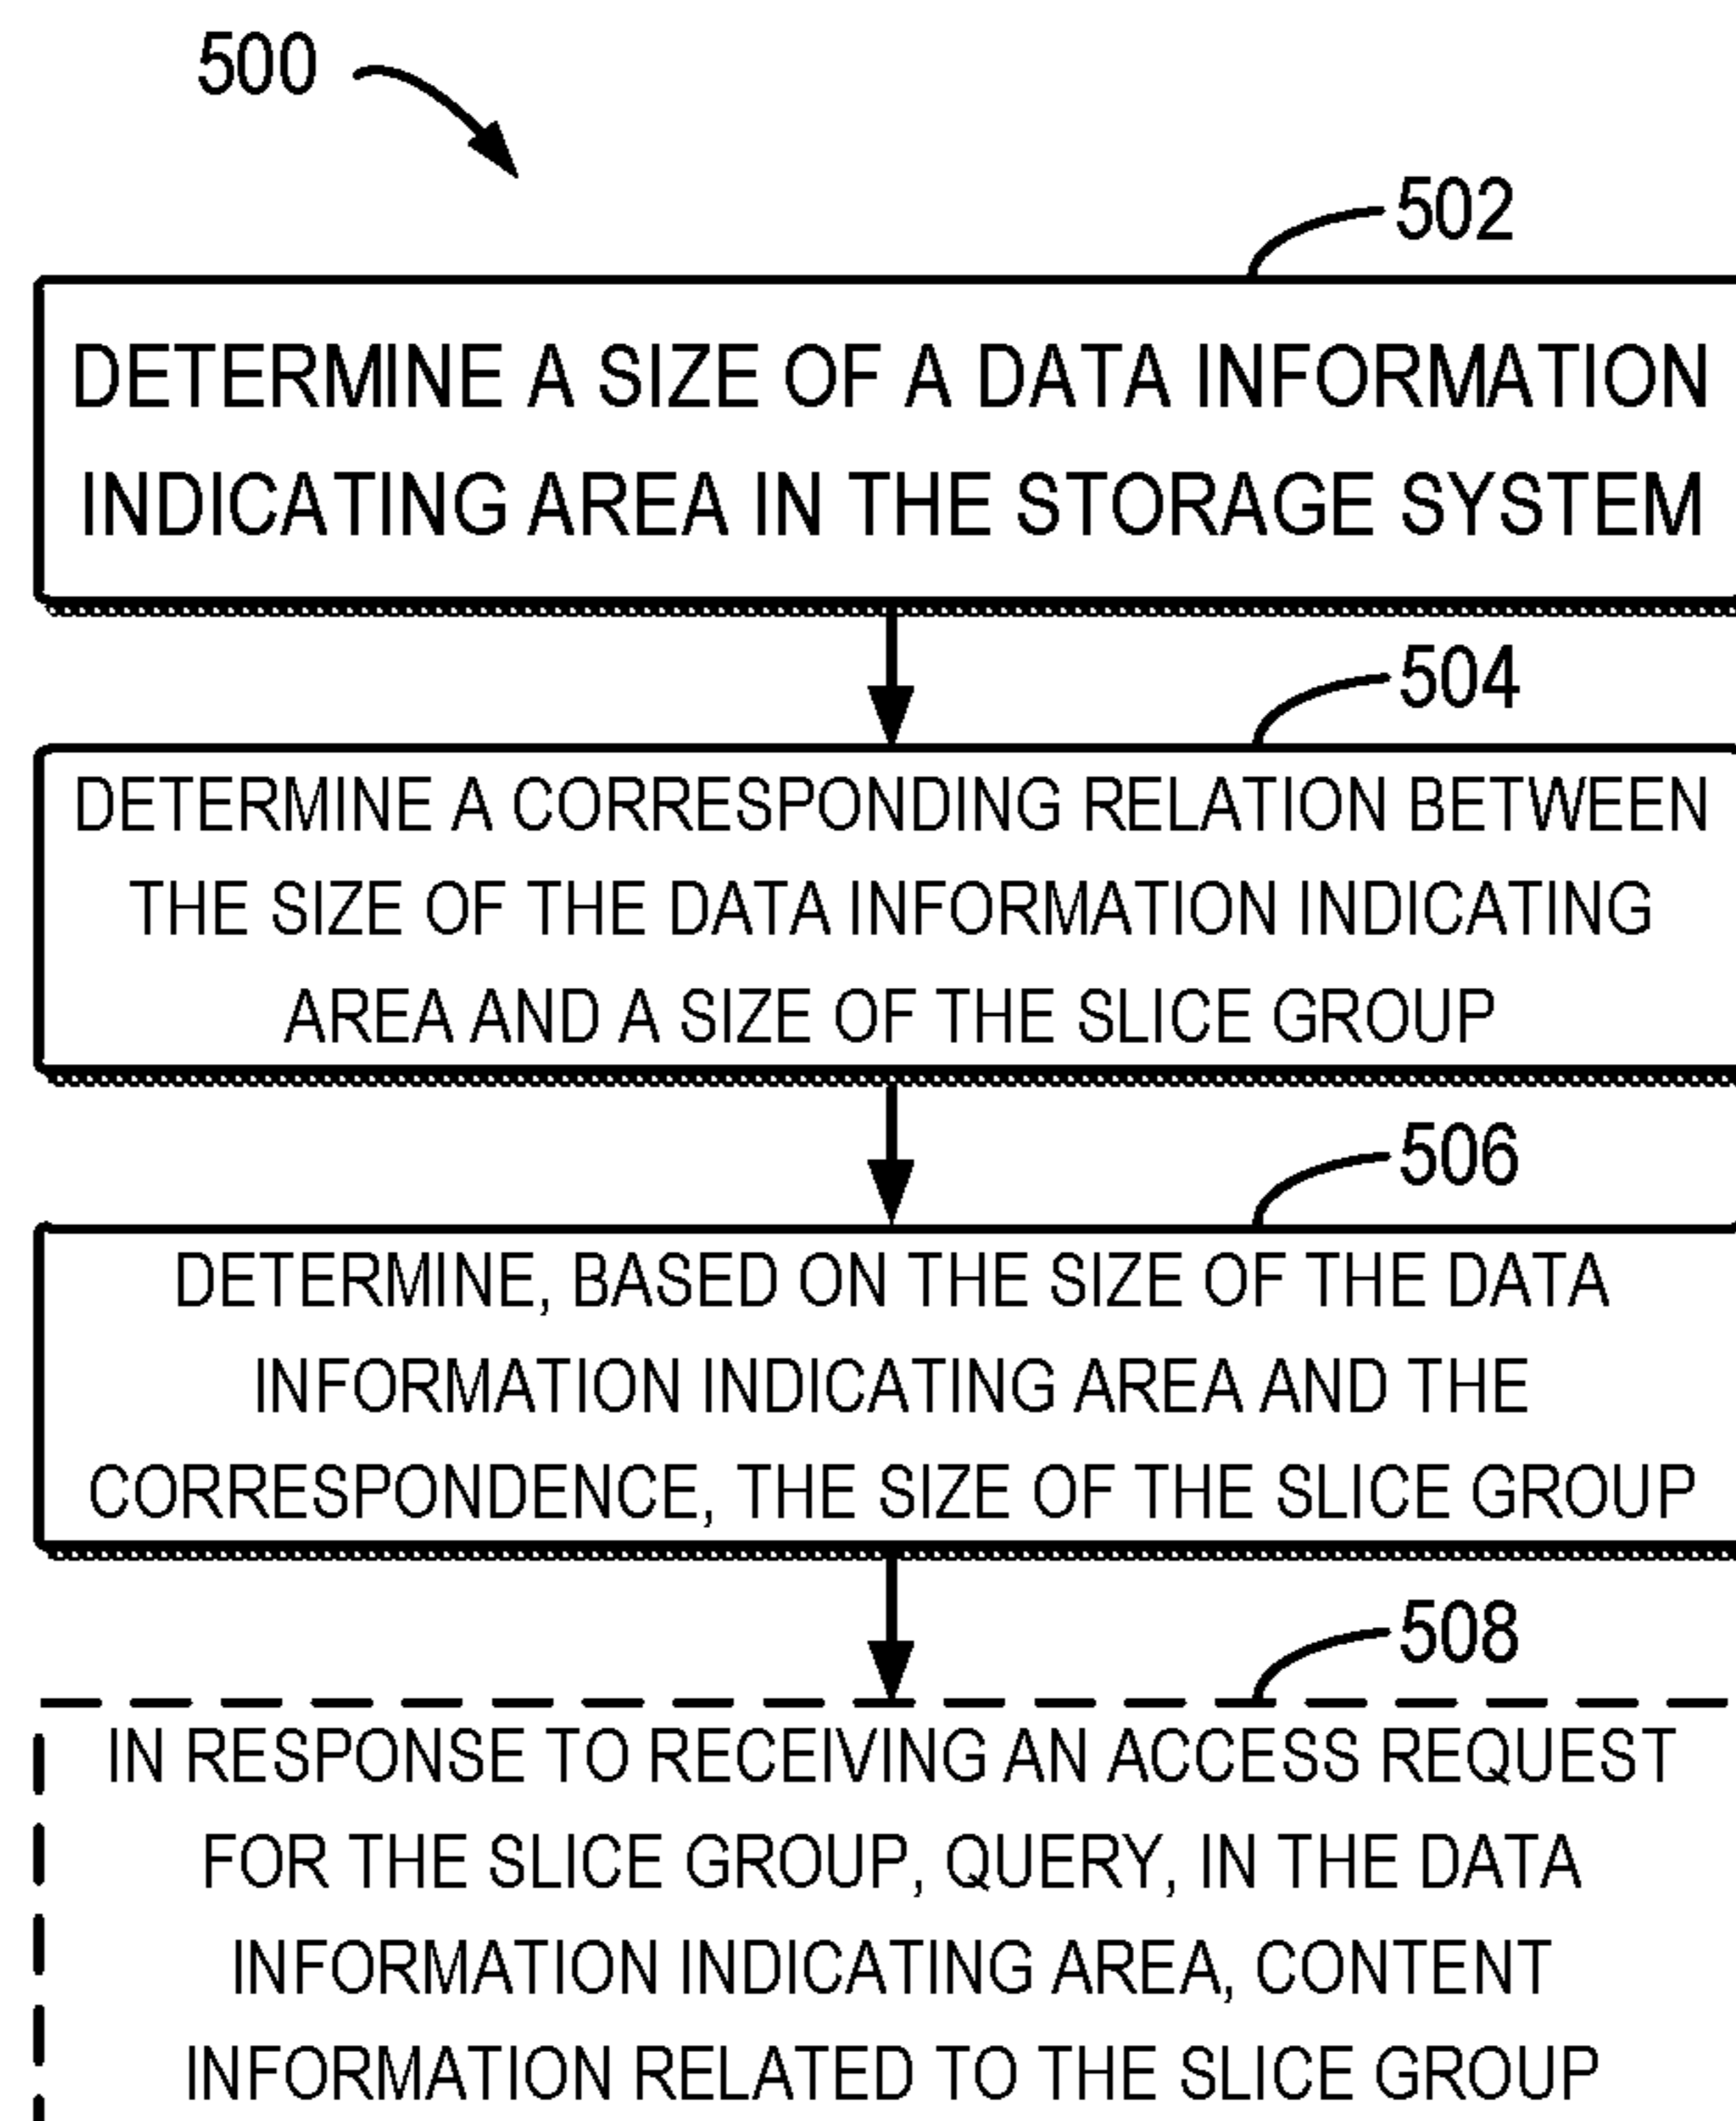 500
502
DETERMINE A SIZE OF A DATA INFORMATION
INDICATING AREA IN THE STORAGE SYSTEM
504
DETERMINE A CORRESPONDING RELATION BETWEEN
THE SIZE OF THE DATA INFORMATION INDICATING
AREA AND A SIZE OF THE SLICE GROUP
506
DETERMINE, BASED ON THE SIZE OF THE DATA
INFORMATION INDICATING AREA AND THE
CORRESPONDENCE, THE SIZE OF THE SLICE GROUP
508
IN RESPONSE TO RECEIVING AN ACCESS REQUEST
FOR THE SLICE GROUP, QUERY, IN THE DATA
INFORMATION INDICATING AREA, CONTENT
INFORMATION RELATED TO THE SLICE GROUP